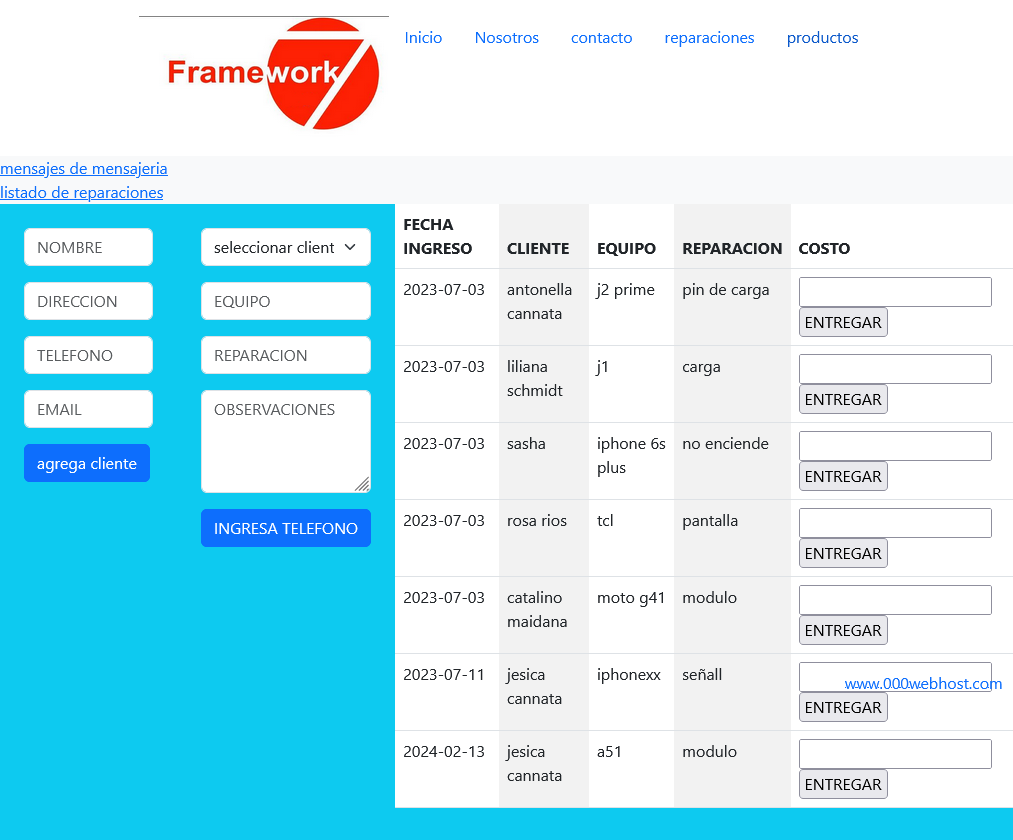 Framework
Inicio Nosotros contacto reparaciones productos
mensajes de mensajeria
listado de reparaciones
NOMBRE
DIRECCION
TELEFONO
EMAIL
agrega cliente
seleccionar client
EQUIPO
REPARACION
OBSERVACIONES
INGRESA TELEFONO
FECHA
INGRESO CLIENTE EQUIPO REPARACION COSTO
2023-07-03 antonella j2 prime pin de carga
cannata
ENTREGAR
2023-07-03 liliana j1 carga
schmidt
ENTREGAR
2023-07-03 sasha iphone 6s no enciende
plus
ENTREGAR
2023-07-03 rosa rios tcl pantalla
ENTREGAR
2023-07-03 catalino moto g41 modulo
maidana
ENTREGAR
2023-07-11 jesica iphonexx señall
www.000webhost.com
cannata
ENTREGAR
2024-02-13 jesica a51 modulo
cannata
ENTREGAR